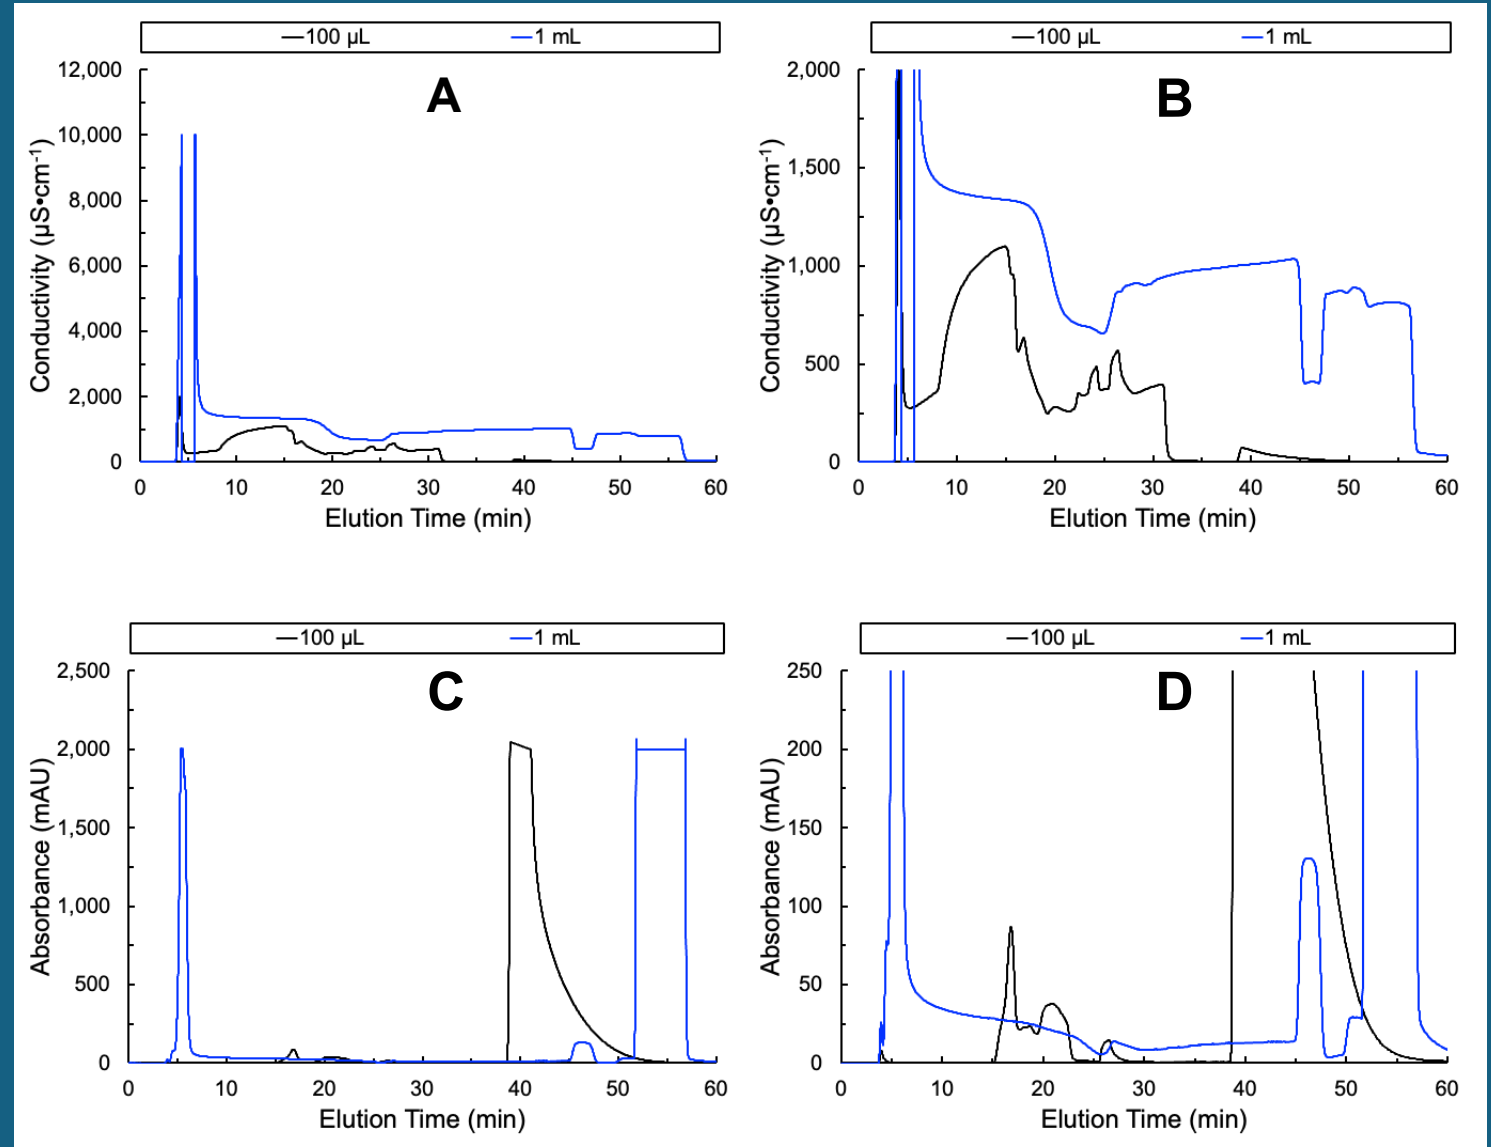 100 µL 1 mL
A
12,000
10,000
8,000
6,000
4,000
2,000
0
0 10 20 30 40 50 60
Conductivity (µS•cm-1)
Elution Time (min)
100 µL 1 mL
B
2,000
1,500
1,000
500
0
0 10 20 30 40 50 60
Conductivity (µS•cm-1)
Elution Time (min)
100 µL 1 mL
C
2,500
2,000
1,500
1,000
500
0
0 10 20 30 40 50 60
Absorbance (mAU)
Elution Time (min)
100 µL 1 mL
D
250
200
150
100
50
0
0 10 20 30 40 50 60
Absorbance (mAU)
Elution Time (min)